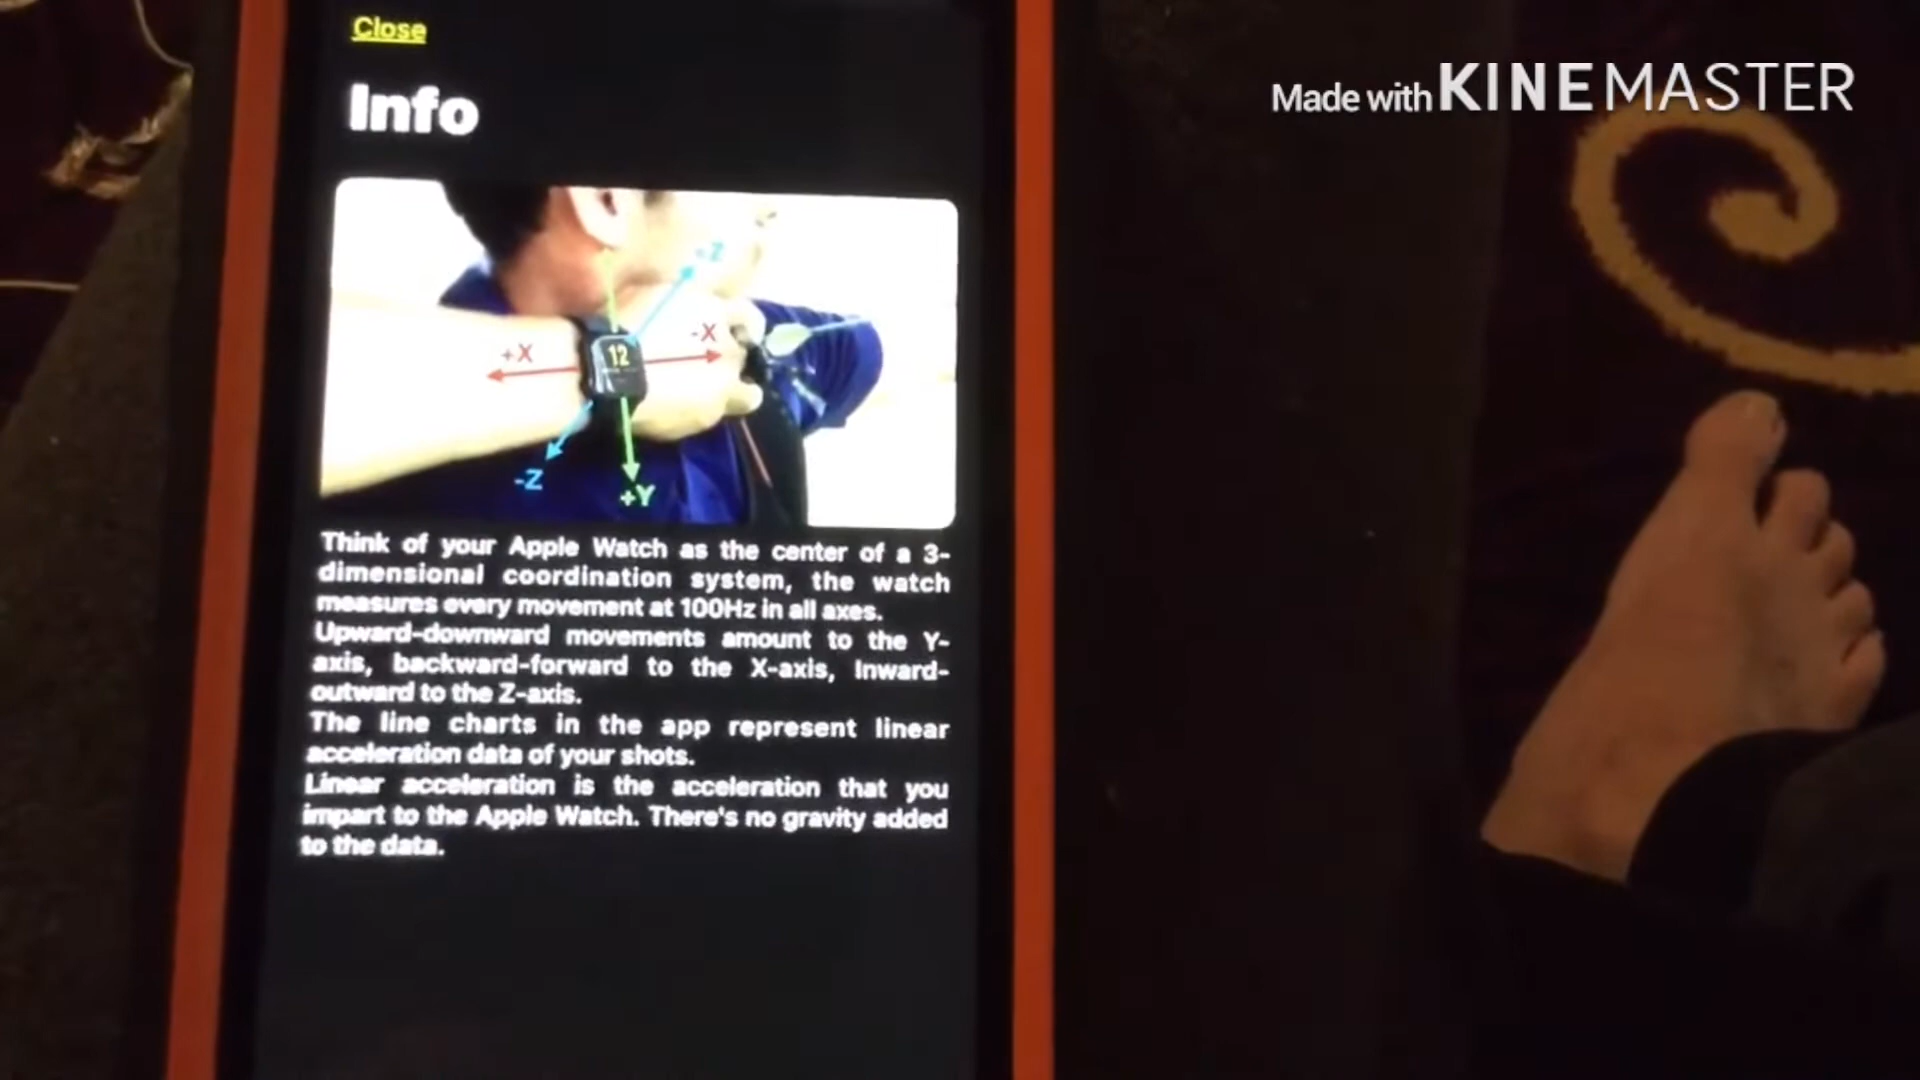 Close
Made with KINEMASTER
Info
+Z
-X
+X
12
-Z
+Y
Think of your Apple Watch as the center of a 3-
dimensional coordination system, the watch
measures every movement at 100Hz in all axes.
Upward-downward movements amount to the Y-
axis, backward-forward to the X-axis, Inward-
outward to the Z-axis.
The line charts in the app represent linear
acceleration data of your shots.
Linear acceleration is the acceleration that you
impart to the Apple Watch. There's no gravity added
to the data.